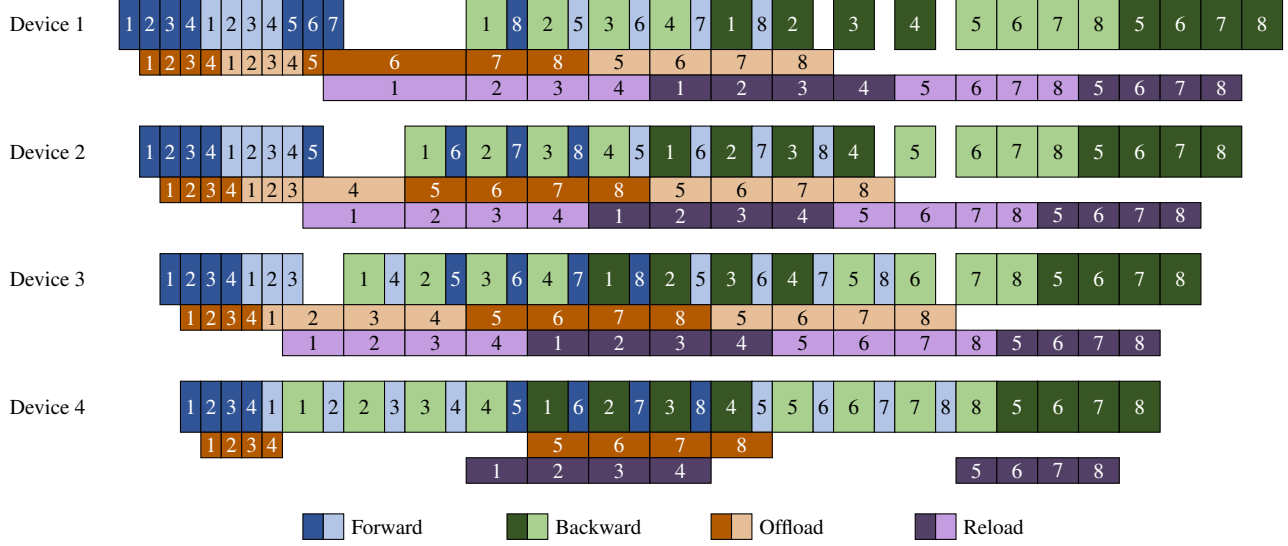 1 2 3 4 1 2 3 4 5 6 7 1 8 2 5 3 6 4 7 1 8 2 3 4 5 6 7 8 5 6 7 8
Device 1
1 2 3 4 1 2 3 4 5 6 7 8 5 6 7 8
1 2 3 4 1 2 3 4 5 6 7 8 5 6 7 8
Device 2 1 2 3 4 1 2 3 4 5 1 6 2 7 3 8 4 5 1 6 2 7 3 8 4 5 6 7 8 5 6 7 8
1 2 3 4 1 2 3 4 5 6 7 8 5 6 7 8
1 2 3 4 1 2 3 4 5 6 7 8 5 6 7 8
Device 3 1 2 3 4 1 2 3 1 4 2 5 3 6 4 7 1 8 2 5 3 6 4 7 5 8 6 7 8 5 6 7 8
1 2 3 4 1 2 3 4 5 6 7 8 5 6 7 8
1 2 3 4 1 2 3 4 5 6 7 8 5 6 7 8
Device 4 1 2 3 4 1 1 2 2 3 3 4 4 5 1 6 2 7 3 8 4 5 5 6 6 7 7 8 8 5 6 7 8
1 2 3 4 5 6 7 8
1 2 3 4 5 6 7 8
Forward Backward Offload Reload